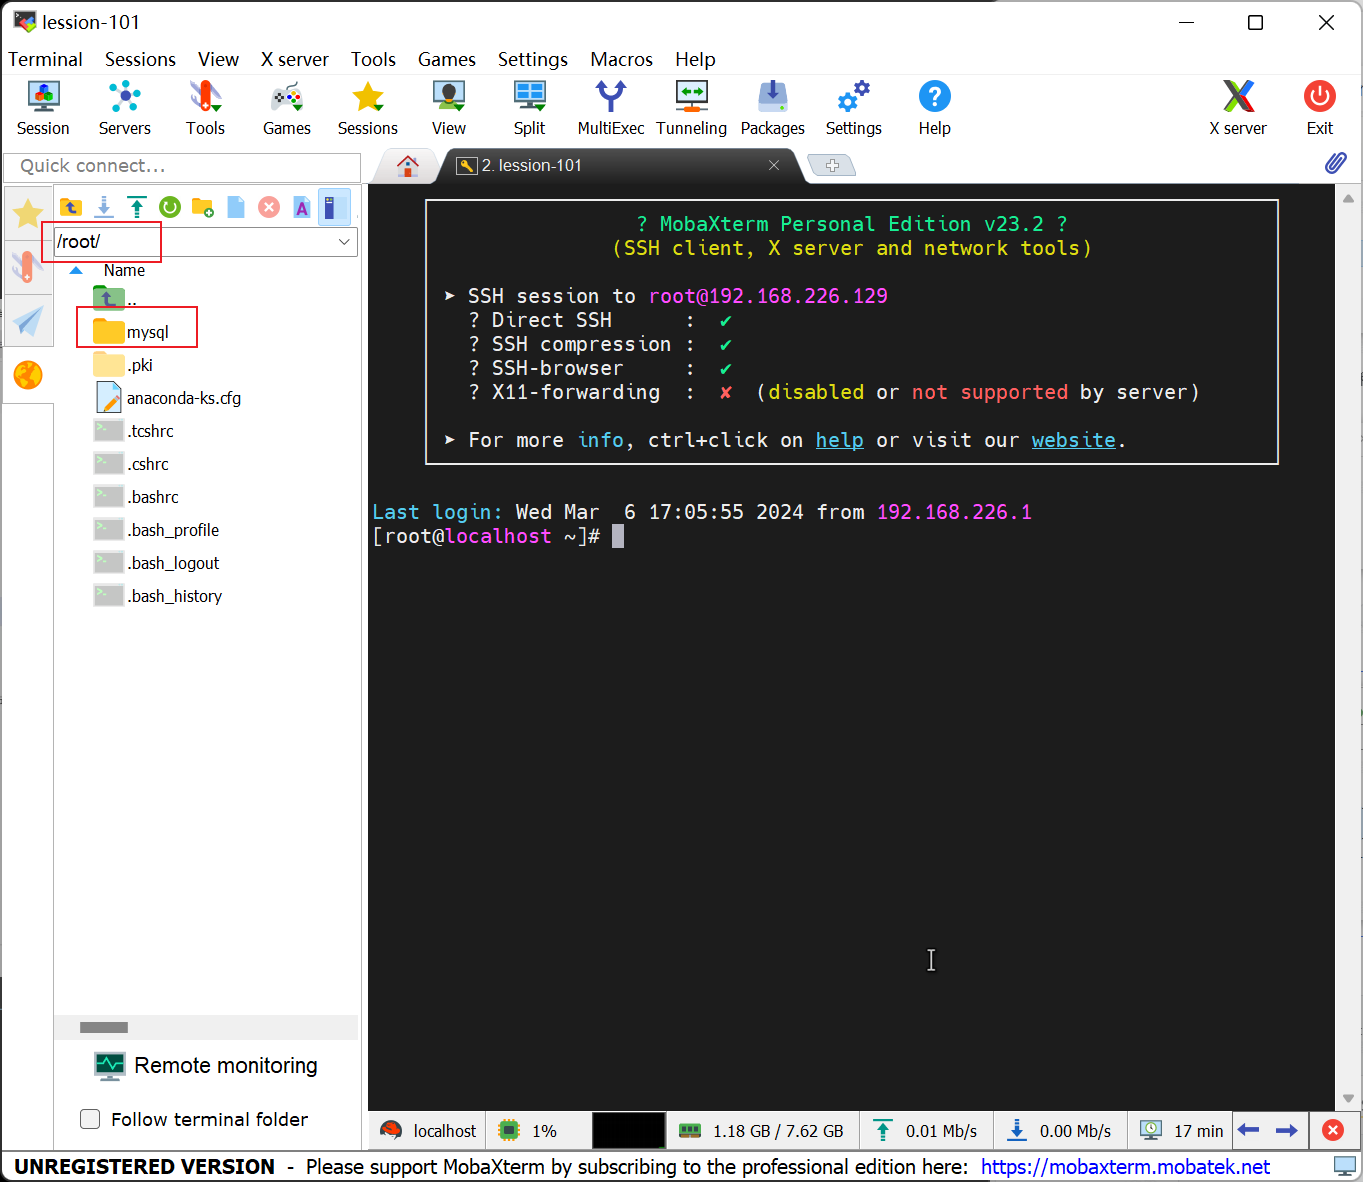 lession-101
Terminal Sessions View X server Tools Games Settings Macros Help
Session Servers Tools Games Sessions View Split MultiExec Tunneling Packages Settings Help X server Exit
Quick connect...
2. lession-101
/root/
Name
..
mysql
.pki
anaconda-ks.cfg
.tcshrc
.cshrc
.bashrc
.bash_profile
.bash_logout
.bash_history
Remote monitoring
Follow terminal folder
? MobaXterm Personal Edition v23.2 ?
(SSH client, X server and network tools)
➤ SSH session to root@192.168.226.129
? Direct SSH : ✔
? SSH compression : ✔
? SSH-browser : ✔
? X11-forwarding : ✘ (disabled or not supported by server)
➤ For more info, ctrl+click on help or visit our website.
Last login: Wed Mar 6 17:05:55 2024 from 192.168.226.1
[root@localhost ~]#
localhost 1% 1.18 GB / 7.62 GB 0.01 Mb/s 0.00 Mb/s 17 min
UNREGISTERED VERSION - Please support MobaXterm by subscribing to the professional edition here: https://mobaxterm.mobatek.net